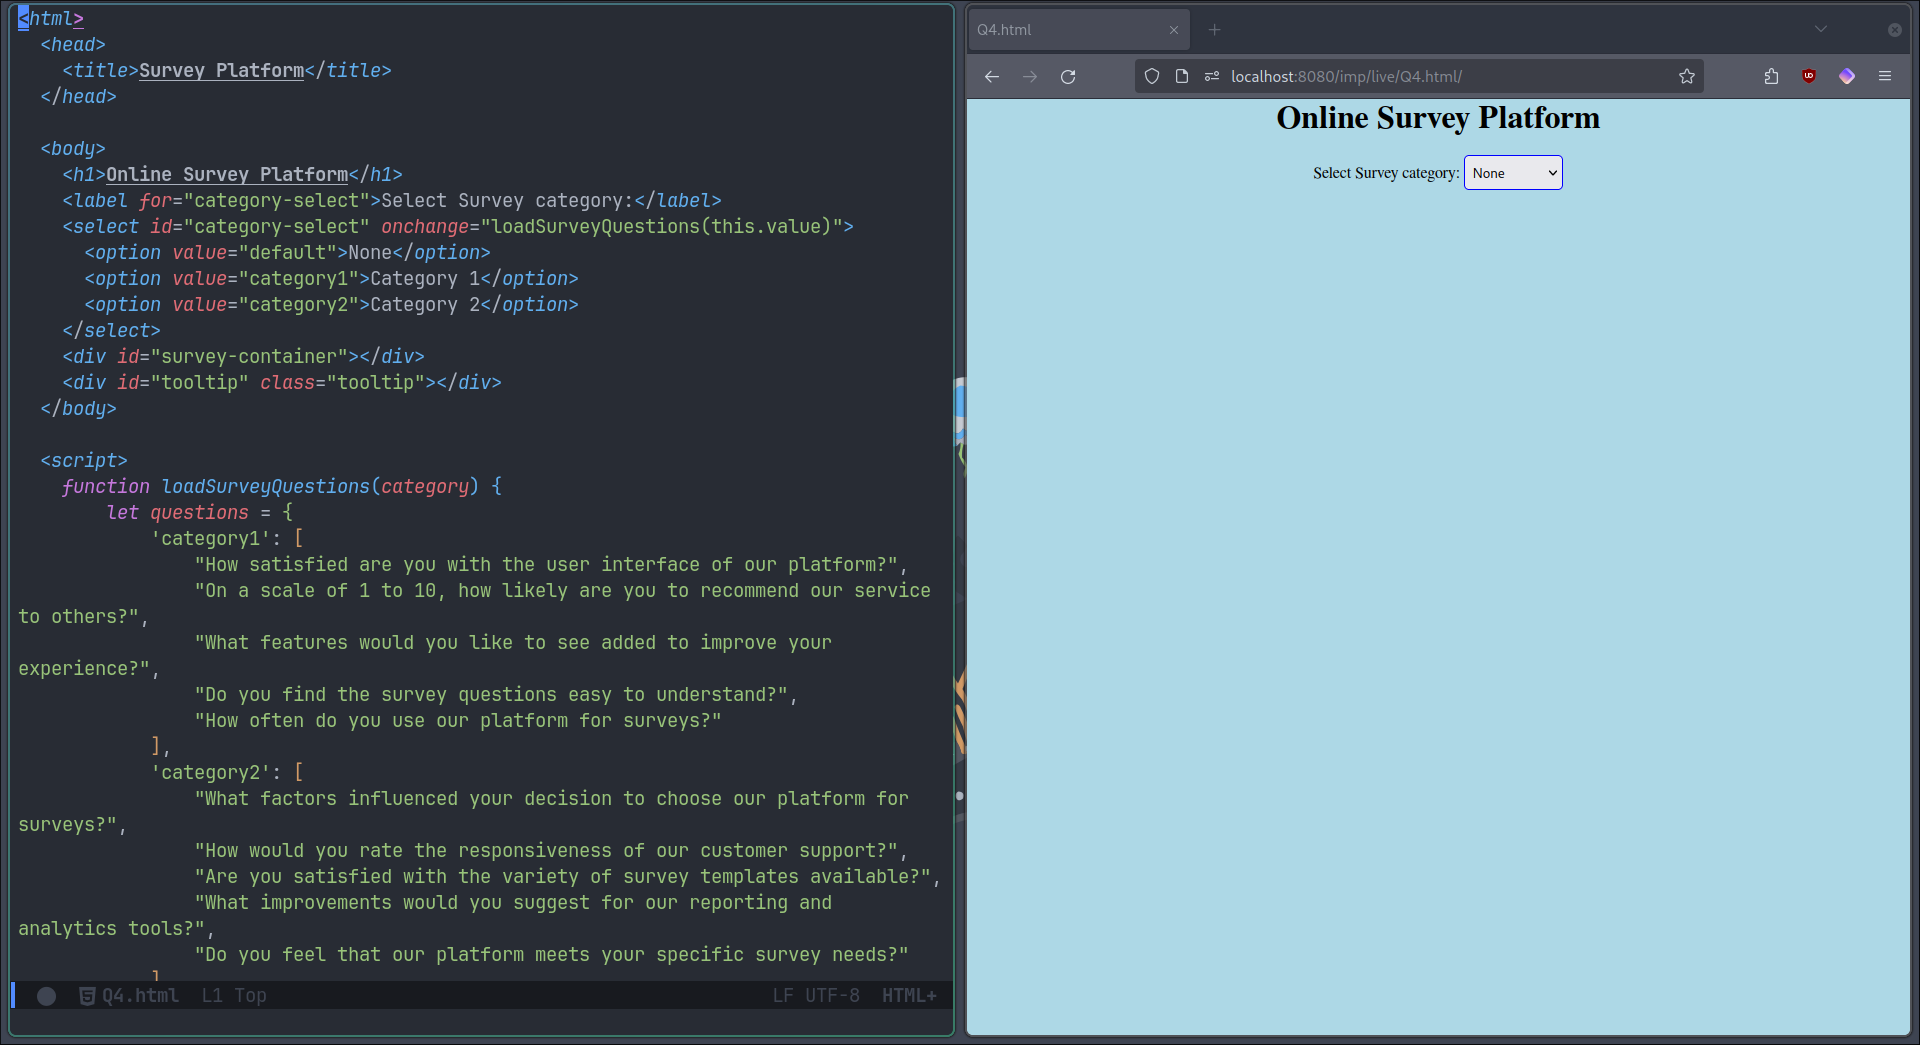 <html>
<head>
<title>Survey Platform</title>
</head>
<body>
<h1>Online Survey Platform</h1>
<label for="category-select">Select Survey category:</label>
<select id="category-select" onchange="loadSurveyQuestions(this.value)">
<option value="default">None</option>
<option value="category1">Category 1</option>
<option value="category2">Category 2</option>
</select>
<div id="survey-container"></div>
<div id="tooltip" class="tooltip"></div>
</body>
<script>
function loadSurveyQuestions(category) {
let questions = {
'category1': [
"How satisfied are you with the user interface of our platform?",
"On a scale of 1 to 10, how likely are you to recommend our service
to others?",
"What features would you like to see added to improve your
experience?",
"Do you find the survey questions easy to understand?",
"How often do you use our platform for surveys?"
],
'category2': [
"What factors influenced your decision to choose our platform for
surveys?",
"How would you rate the responsiveness of our customer support?",
"Are you satisfied with the variety of survey templates available?",
"What improvements would you suggest for our reporting and
analytics tools?",
"Do you feel that our platform meets your specific survey needs?"
]
Q4.html L1 Top LF UTF-8 HTML+
Q4.html
localhost:8080/imp/live/Q4.html/
Online Survey Platform
Select Survey category: None